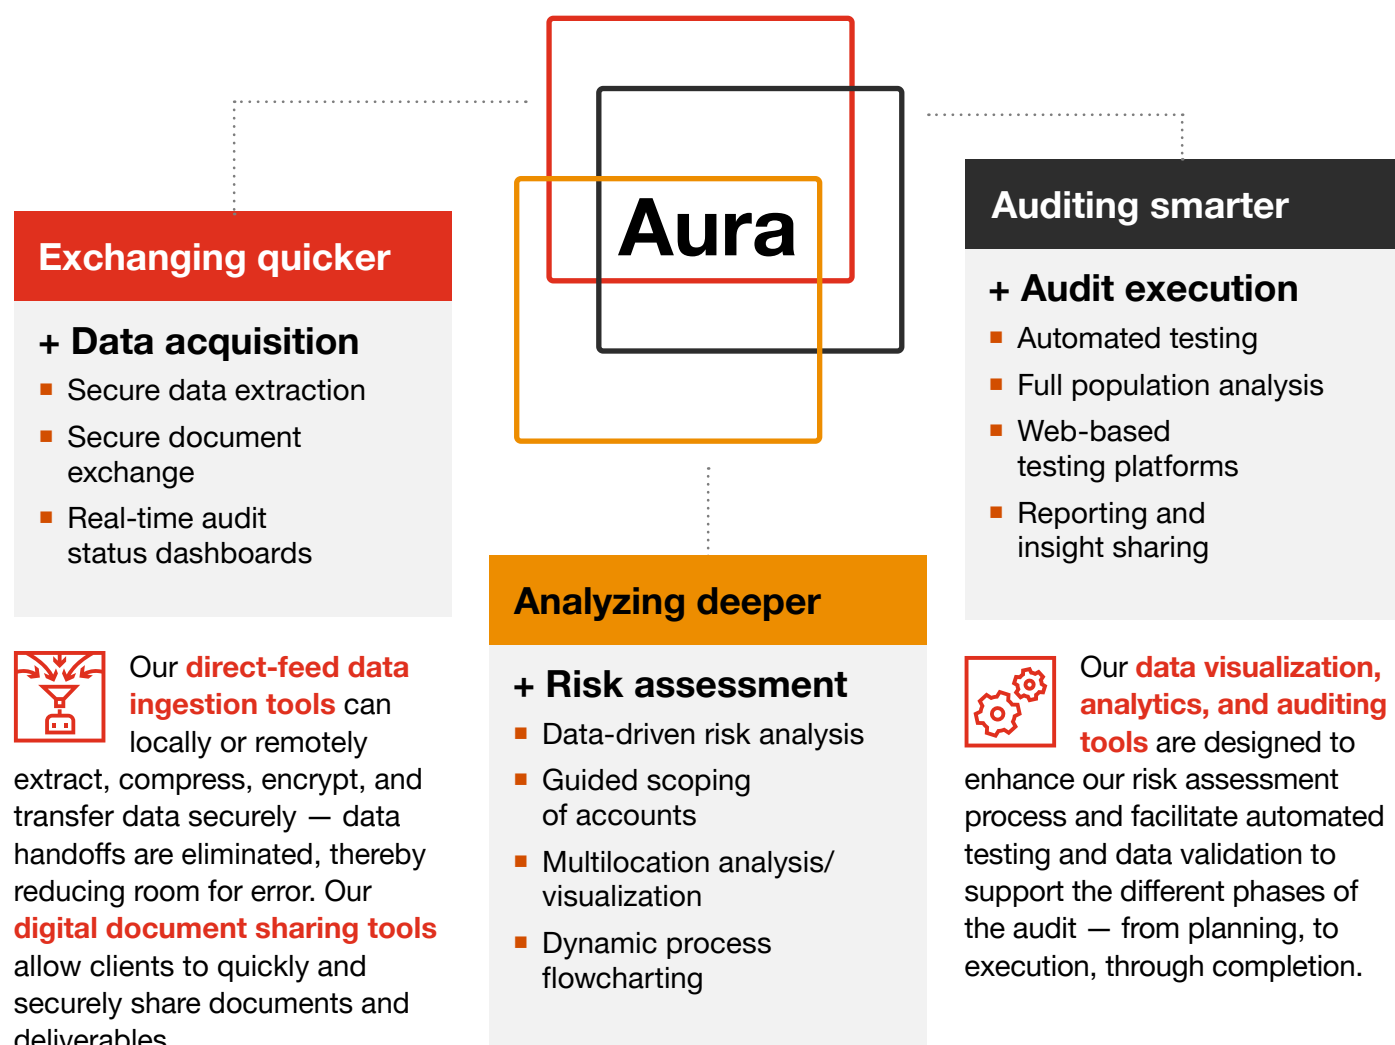 Aura
Exchanging quicker
+ Data acquisition
■ Secure data extraction
■ Secure document
exchange
■ Real-time audit
status dashboards
Our direct-feed data
ingestion tools can
locally or remotely
extract, compress, encrypt, and
transfer data securely — data
handoffs are eliminated, thereby
reducing room for error. Our
digital document sharing tools
allow clients to quickly and
securely share documents and
deliverables
Analyzing deeper
+ Risk assessment
■ Data-driven risk analysis
■ Guided scoping
of accounts
■ Multilocation analysis/
visualization
■ Dynamic process
flowcharting
Auditing smarter
+ Audit execution
■ Automated testing
■ Full population analysis
■ Web-based
testing platforms
■ Reporting and
insight sharing
Our data visualization,
analytics, and auditing
tools are designed to
enhance our risk assessment
process and facilitate automated
testing and data validation to
support the different phases of
the audit — from planning, to
execution, through completion.